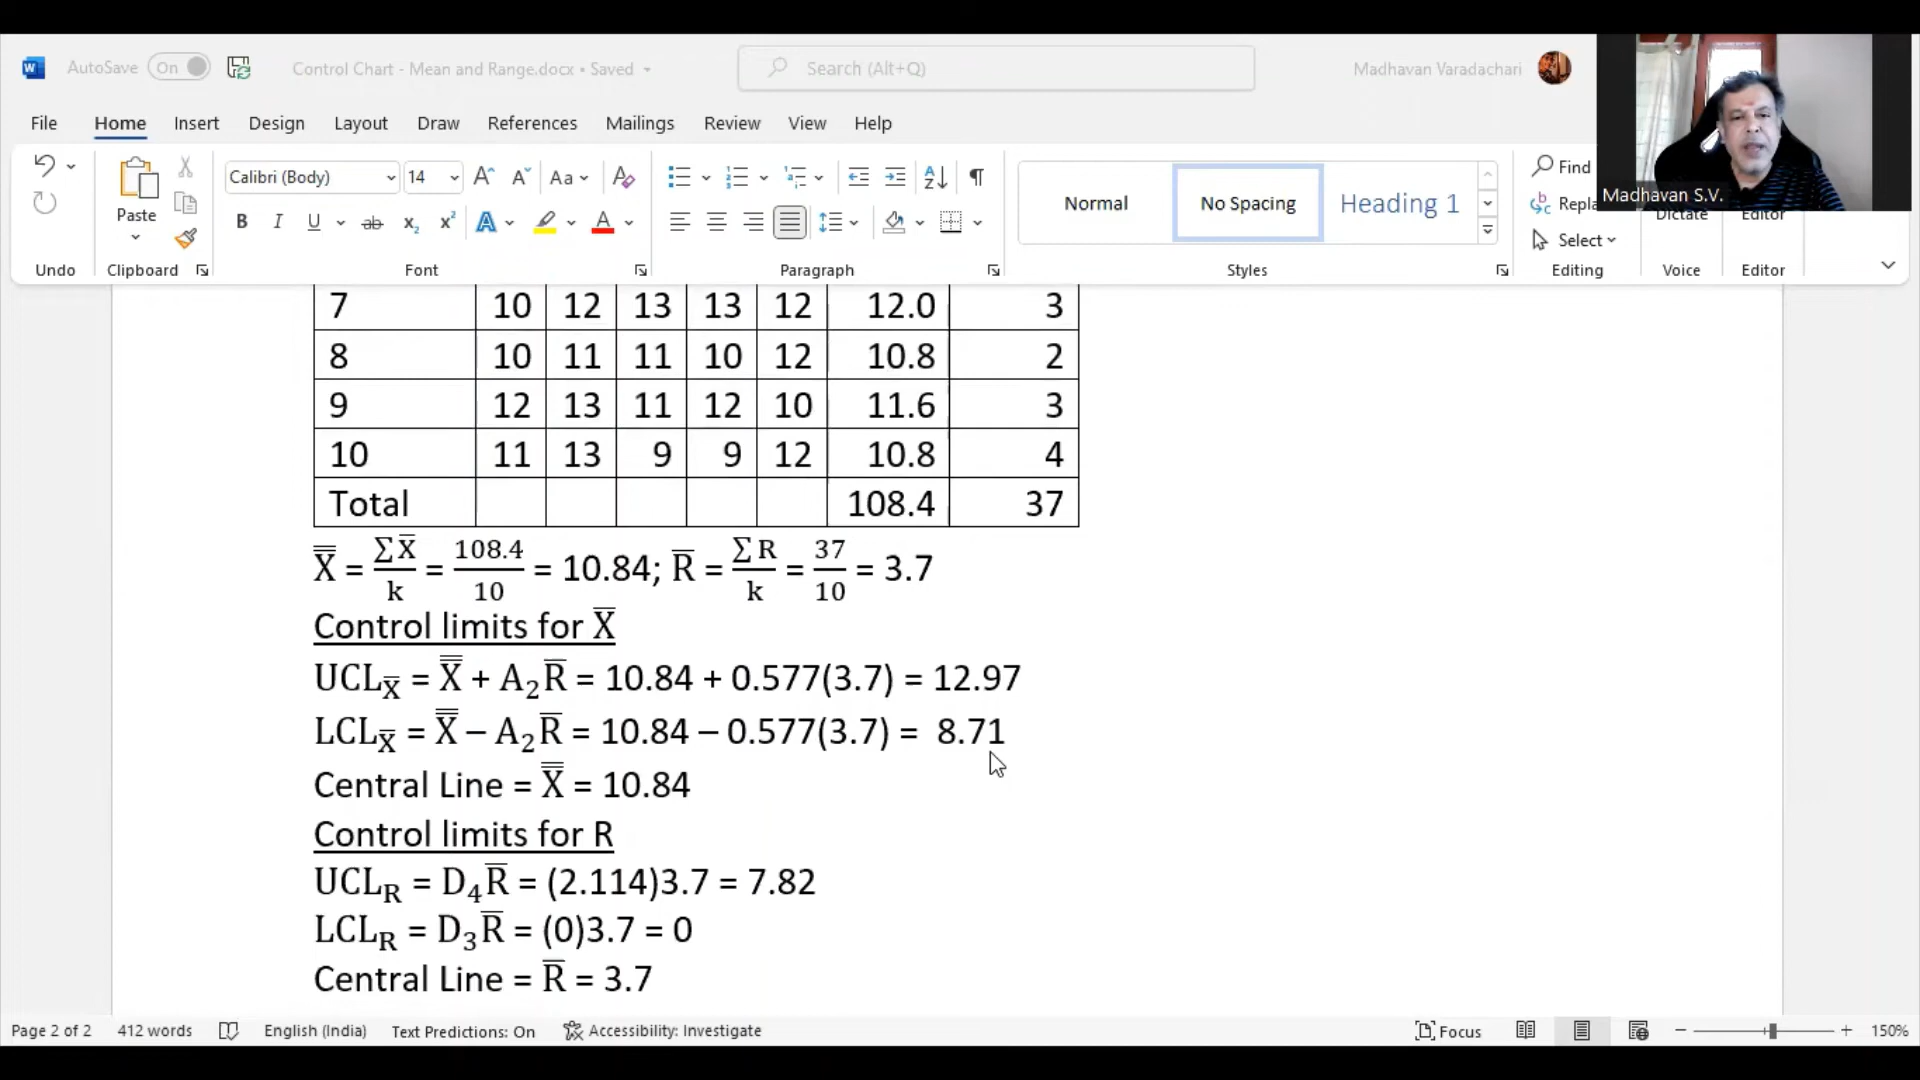 AutoSave On Control Chart - Mean and Range.docx • Saved Search (Alt+Q) Madhavan Varadachari
File Home Insert Design Layout Draw References Mailings Review View Help
Calibri (Body) 14 Aa Find
Paste Normal No Spacing Heading 1 Madhavan S.V.
Dictate Editor
Select
Undo Clipboard Font Paragraph Styles Editing Voice Editor
7 10 12 13 13 12 12.0 3
8 10 11 11 10 12 10.8 2
9 12 13 11 12 10 11.6 3
10 11 13 9 9 12 10.8 4
Total 108.4 37
X̿ = ∑X̅/k = 108.4/10 = 10.84; R̅ = ∑R/k = 37/10 = 3.7
Control limits for X̅
UCL_X̅ = X̿ + A₂R̅ = 10.84 + 0.577(3.7) = 12.97
LCL_X̅ = X̿ – A₂R̅ = 10.84 – 0.577(3.7) = 8.71
Central Line = X̿ = 10.84
Control limits for R
UCL_R = D₄R̅ = (2.114)3.7 = 7.82
LCL_R = D₃R̅ = (0)3.7 = 0
Central Line = R̅ = 3.7
Page 2 of 2 412 words English (India) Text Predictions: On Accessibility: Investigate Focus 150%